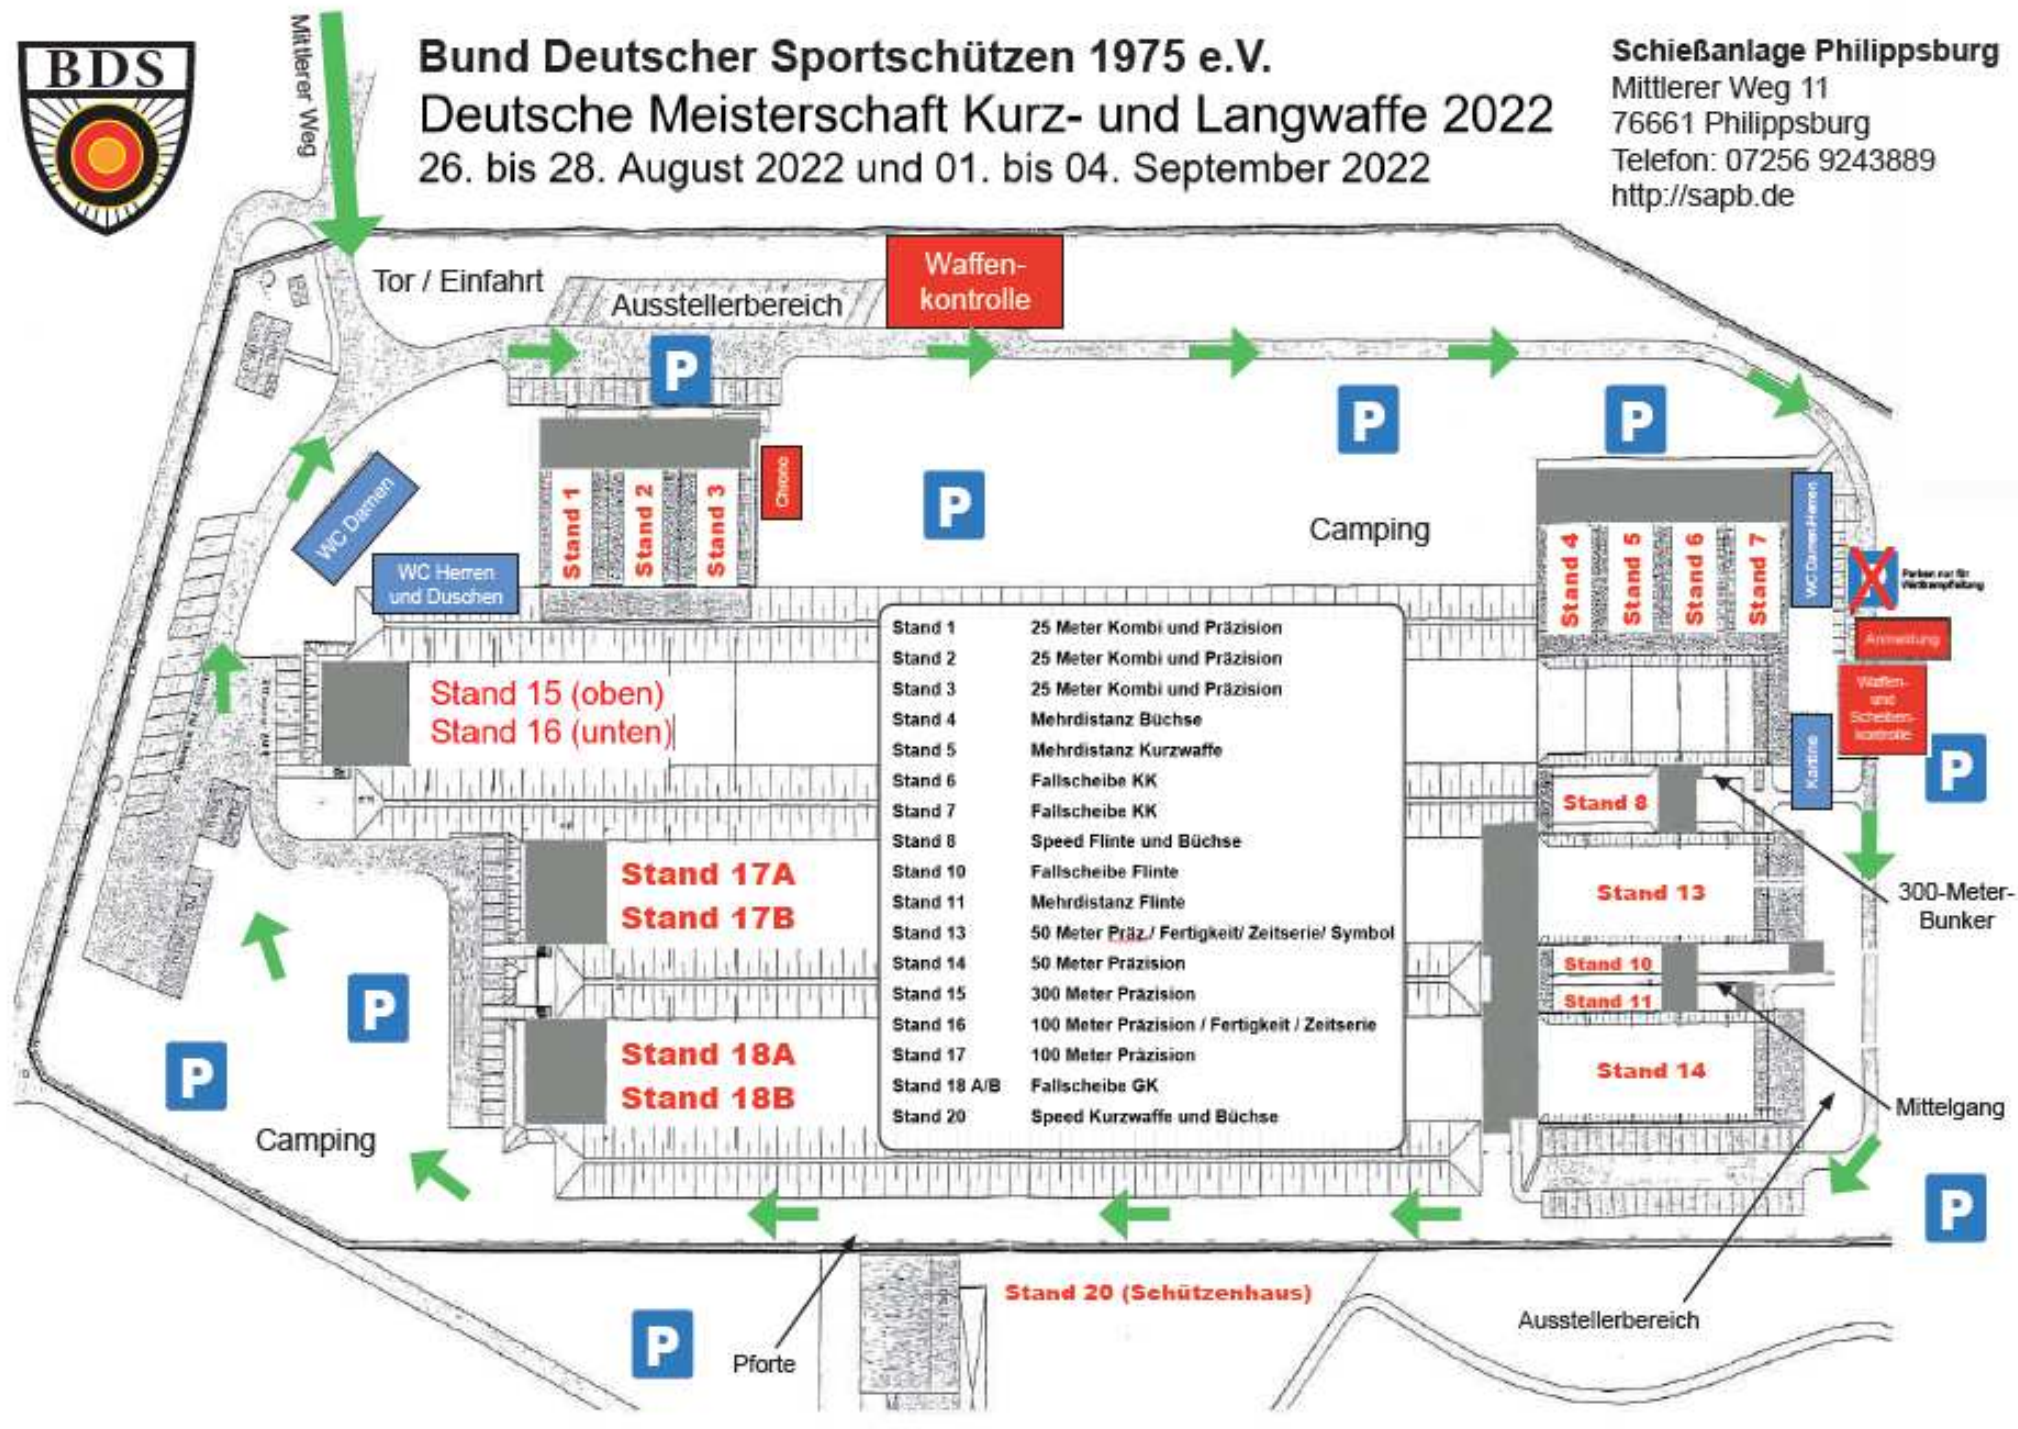 BDS
Mittlerer Weg
Bund Deutscher Sportschützen 1975 e.V.
Deutsche Meisterschaft Kurz- und Langwaffe 2022
26. bis 28. August 2022 und 01. bis 04. September 2022
Schießanlage Philippsburg
Mittlerer Weg 11
76661 Philippsburg
Telefon: 07256 9243889
http://sapb.de
Tor / Einfahrt
Ausstellerbereich
Waffen-
kontrolle
P
P
P
P
Chrono
WC Damen
WC Herren
und Duschen
Stand 1
Stand 2
Stand 3
Camping
Stand 4
Stand 5
Stand 6
Stand 7
WC Damen-Herren
P
Parken nur für
Wettkampfleitung
Anmeldung
Waffen-
und
Scheiben-
kontrolle
Kantine
P
Stand 15 (oben)
Stand 16 (unten)
Stand 1 25 Meter Kombi und Präzision
Stand 2 25 Meter Kombi und Präzision
Stand 3 25 Meter Kombi und Präzision
Stand 4 Mehrdistanz Büchse
Stand 5 Mehrdistanz Kurzwaffe
Stand 6 Fallscheibe KK
Stand 7 Fallscheibe KK
Stand 8 Speed Flinte und Büchse
Stand 10 Fallscheibe Flinte
Stand 11 Mehrdistanz Flinte
Stand 13 50 Meter Präz./ Fertigkeit/ Zeitserie/ Symbol
Stand 14 50 Meter Präzision
Stand 15 300 Meter Präzision
Stand 16 100 Meter Präzision / Fertigkeit / Zeitserie
Stand 17 100 Meter Präzision
Stand 18 A/B Fallscheibe GK
Stand 20 Speed Kurzwaffe und Büchse
Stand 8
Stand 13
300-Meter-
Bunker
Stand 10
Stand 11
Stand 14
Mittelgang
Stand 17A
Stand 17B
Stand 18A
Stand 18B
P
P
Camping
P
Stand 20 (Schützenhaus)
Ausstellerbereich
P
Pforte